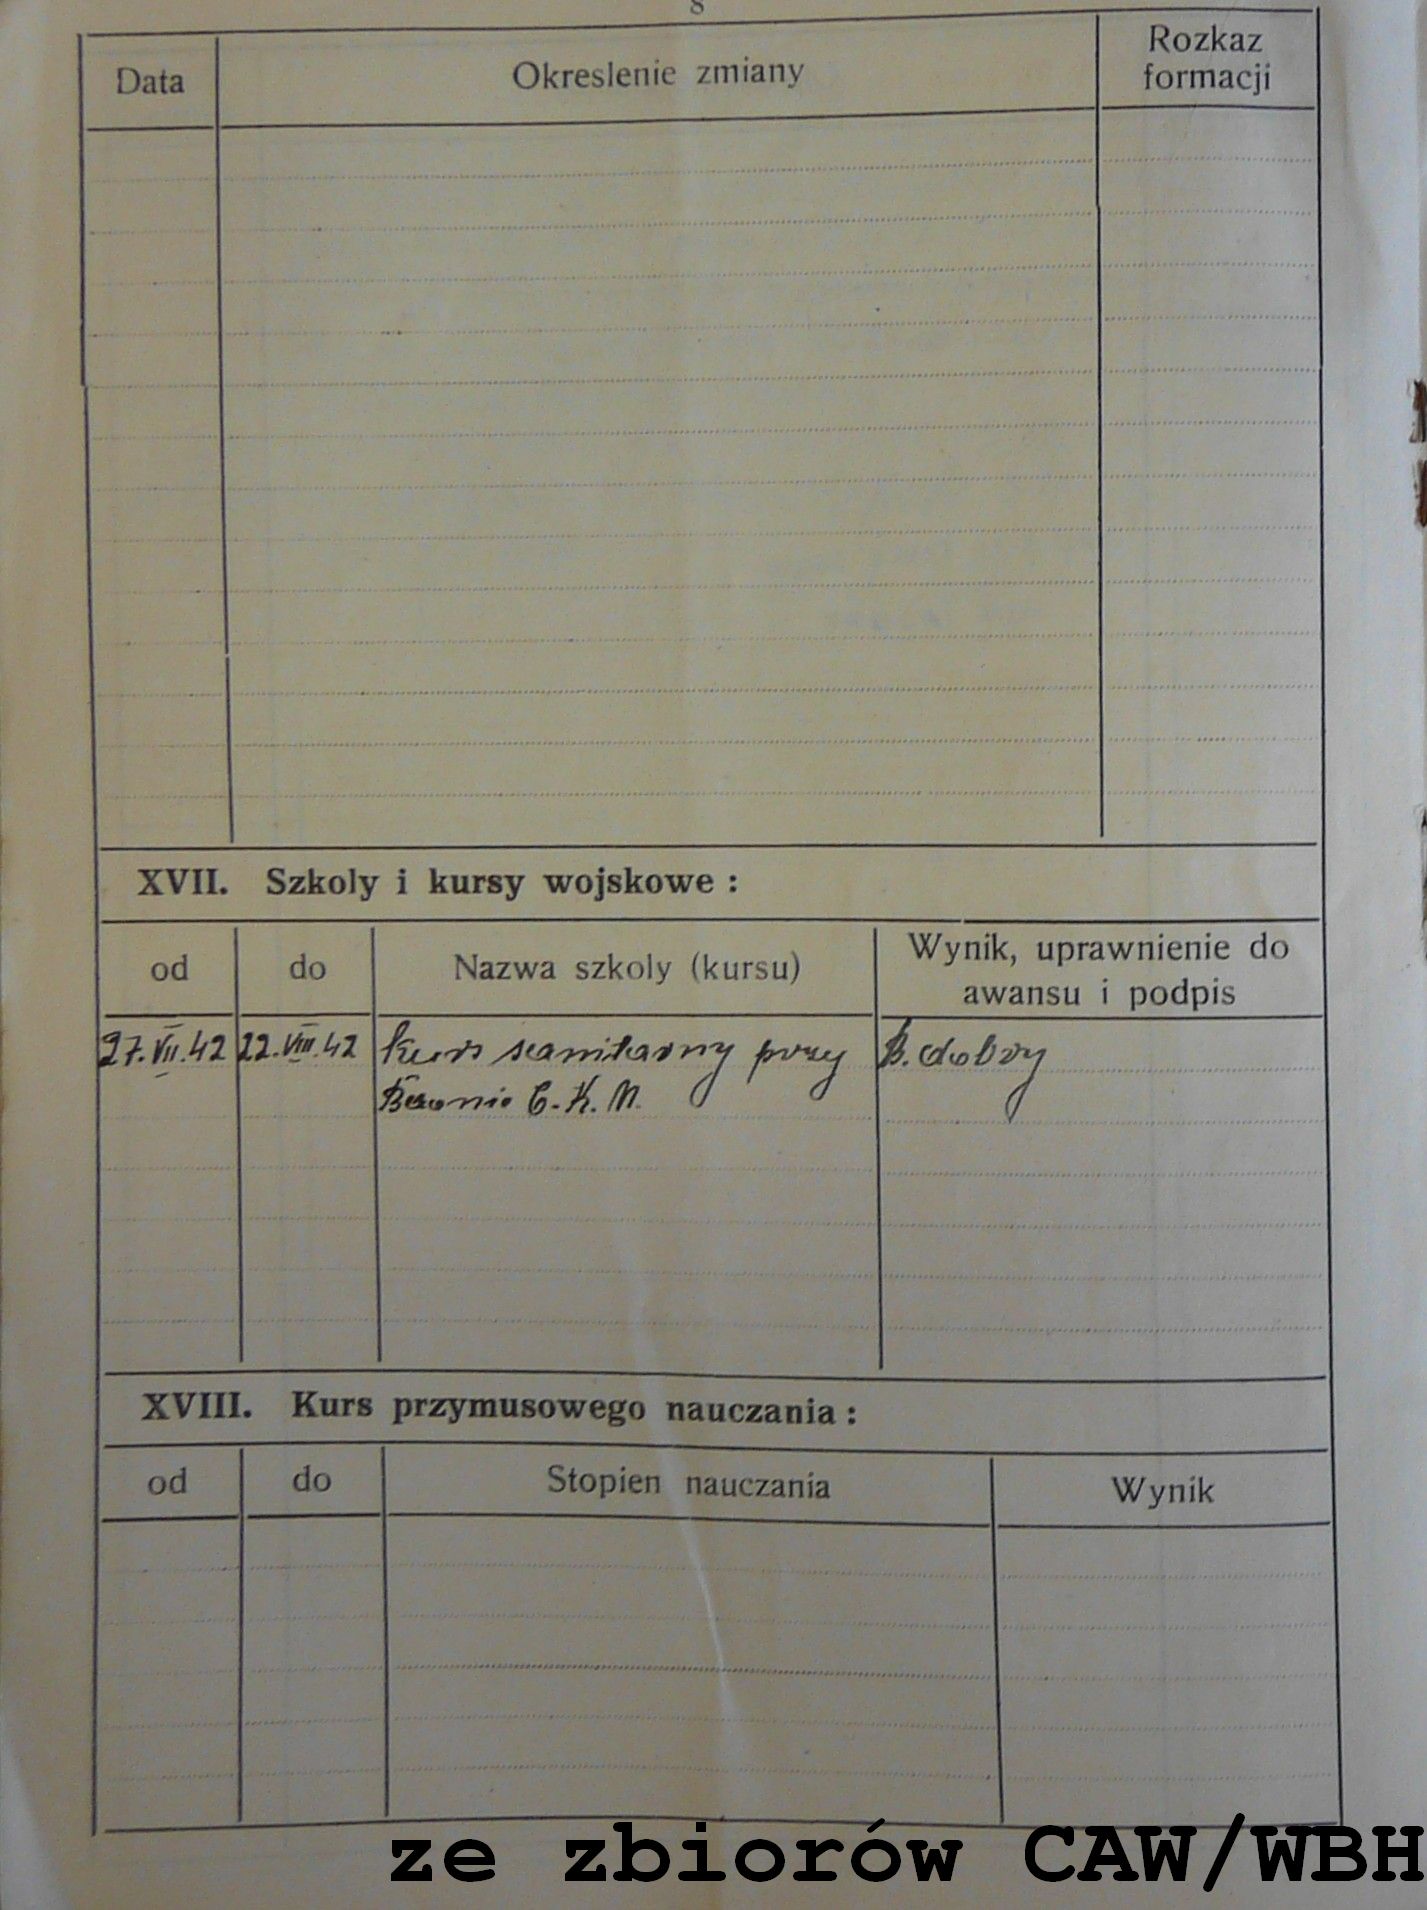 8
Data Okreslenie zmiany Rozkaz formacji
XVII. Szkoly i kursy wojskowe :
od do Nazwa szkoly (kursu) Wynik, uprawnienie do awansu i podpis
27.VII.42 22.VIII.42 Kurs sanitarny przy B. dobry
Baonie C.K.M.
XVIII. Kurs przymusowego nauczania :
od do Stopien nauczania Wynik
ze zbiorów CAW/WBH